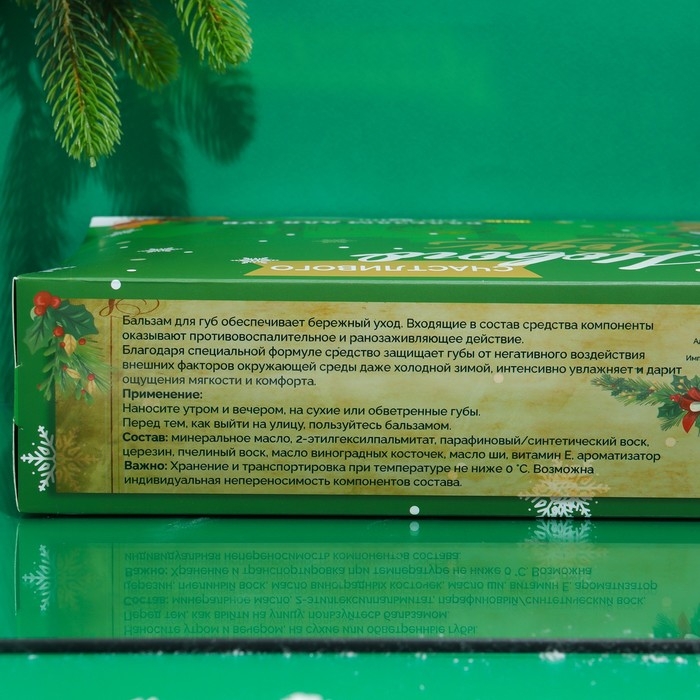 СЧАСТЛИВОГО
Нового
Года
Бальзам для губ обеспечивает бережный уход. Входящие в состав средства компоненты
оказывают противовоспалительное и ранозаживляющее действие.
Благодаря специальной формуле средство защищает губы от негативного воздействия
внешних факторов окружающей среды даже холодной зимой, интенсивно увлажняет и дарит
ощущения мягкости и комфорта.
Применение:
Наносите утром и вечером, на сухие или обветренные губы.
Перед тем, как выйти на улицу, пользуйтесь бальзамом.
Состав: минеральное масло, 2-этилгексилпальмитат, парафиновый/синтетический воск,
церезин, пчелиный воск, масло виноградных косточек, масло ши, витамин Е, ароматизатор
Важно: Хранение и транспортировка при температуре не ниже 0 °С. Возможна
индивидуальная непереносимость компонентов состава.